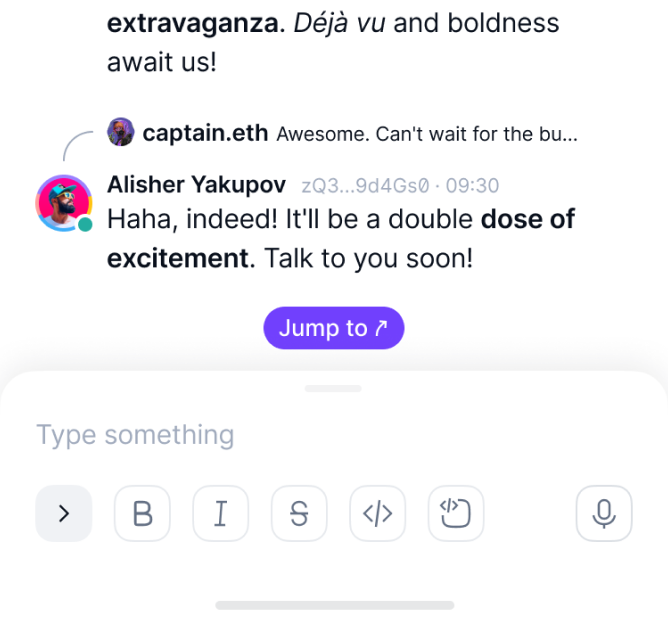 extravaganza. Déjà vu and boldness
await us!
captain.eth Awesome. Can't wait for the bu...
Alisher Yakupov zQ3...9d4Gs0 · 09:30
Haha, indeed! It'll be a double dose of
excitement. Talk to you soon!
Jump to
Type something